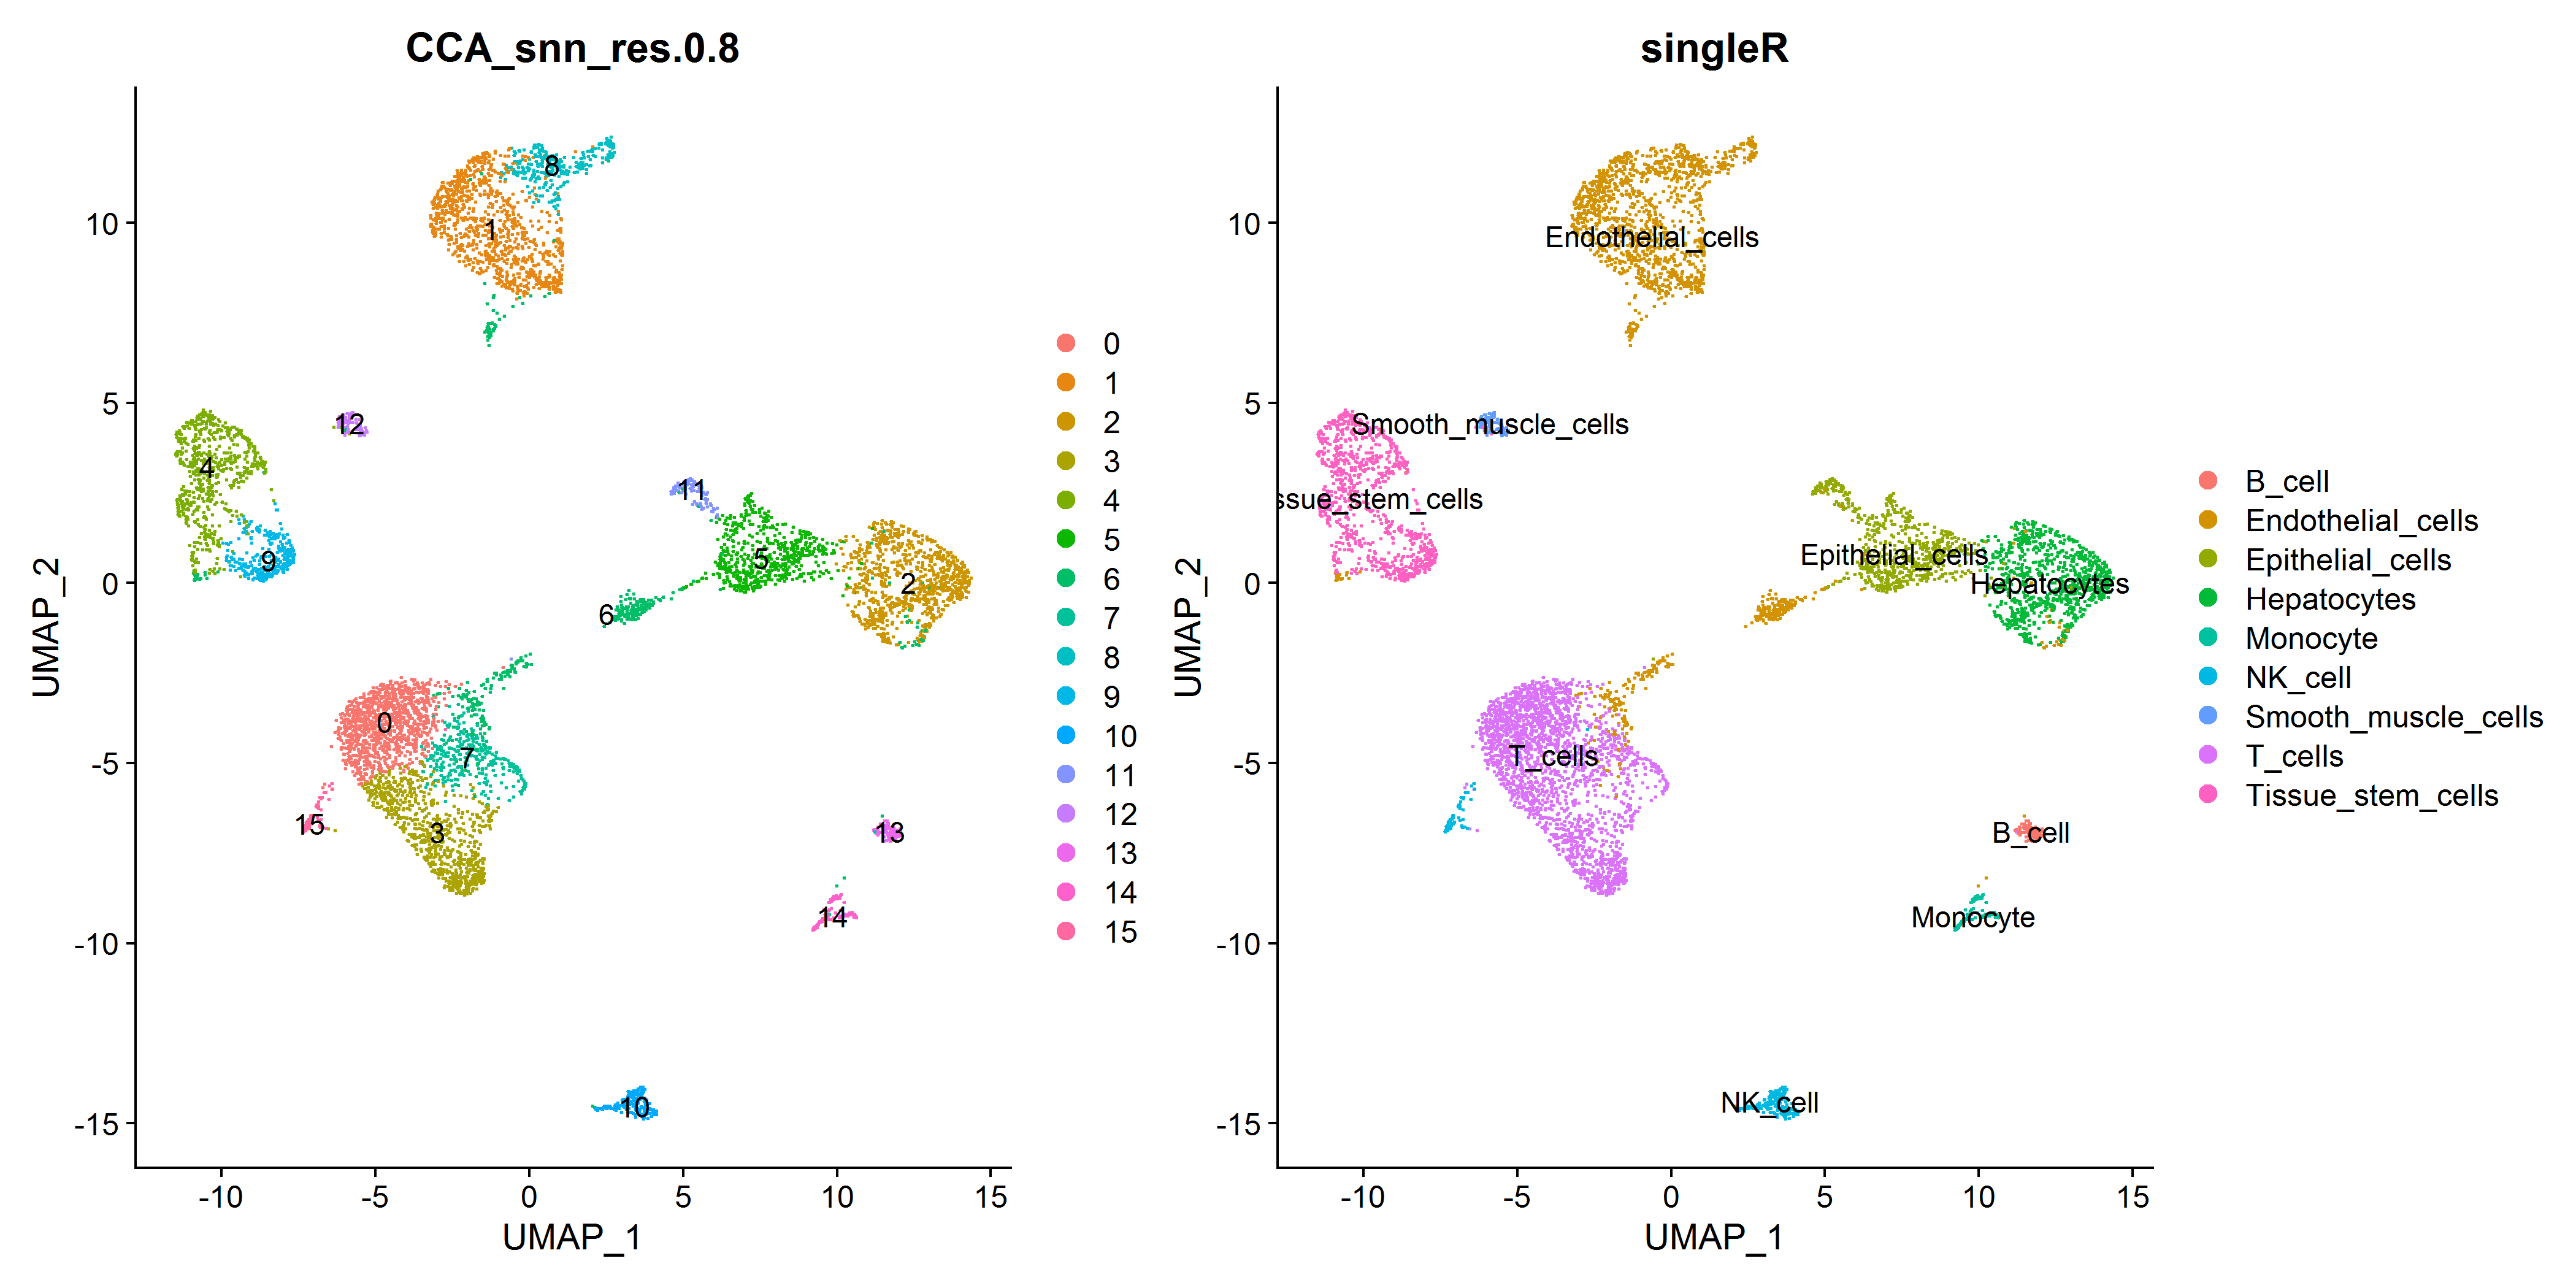 CCA_snn_res.0.8
10
5
0
-5
-10
-15
-10
-5
0
5
10
15
UMAP_2
UMAP_1
8
1
12
4
9
11
5
2
6
0
7
3
15
13
14
10
0
1
2
3
4
5
6
7
8
9
10
11
12
13
14
15
singleR
10
5
0
-5
-10
-15
-10
-5
0
5
10
15
UMAP_2
UMAP_1
Endothelial_cells
Smooth_muscle_cells
ssue_stem_cells
Epithelial_cells
Hepatocytes
T_cells
B_cell
Monocyte
NK_cell
B_cell
Endothelial_cells
Epithelial_cells
Hepatocytes
Monocyte
NK_cell
Smooth_muscle_cells
T_cells
Tissue_stem_cells